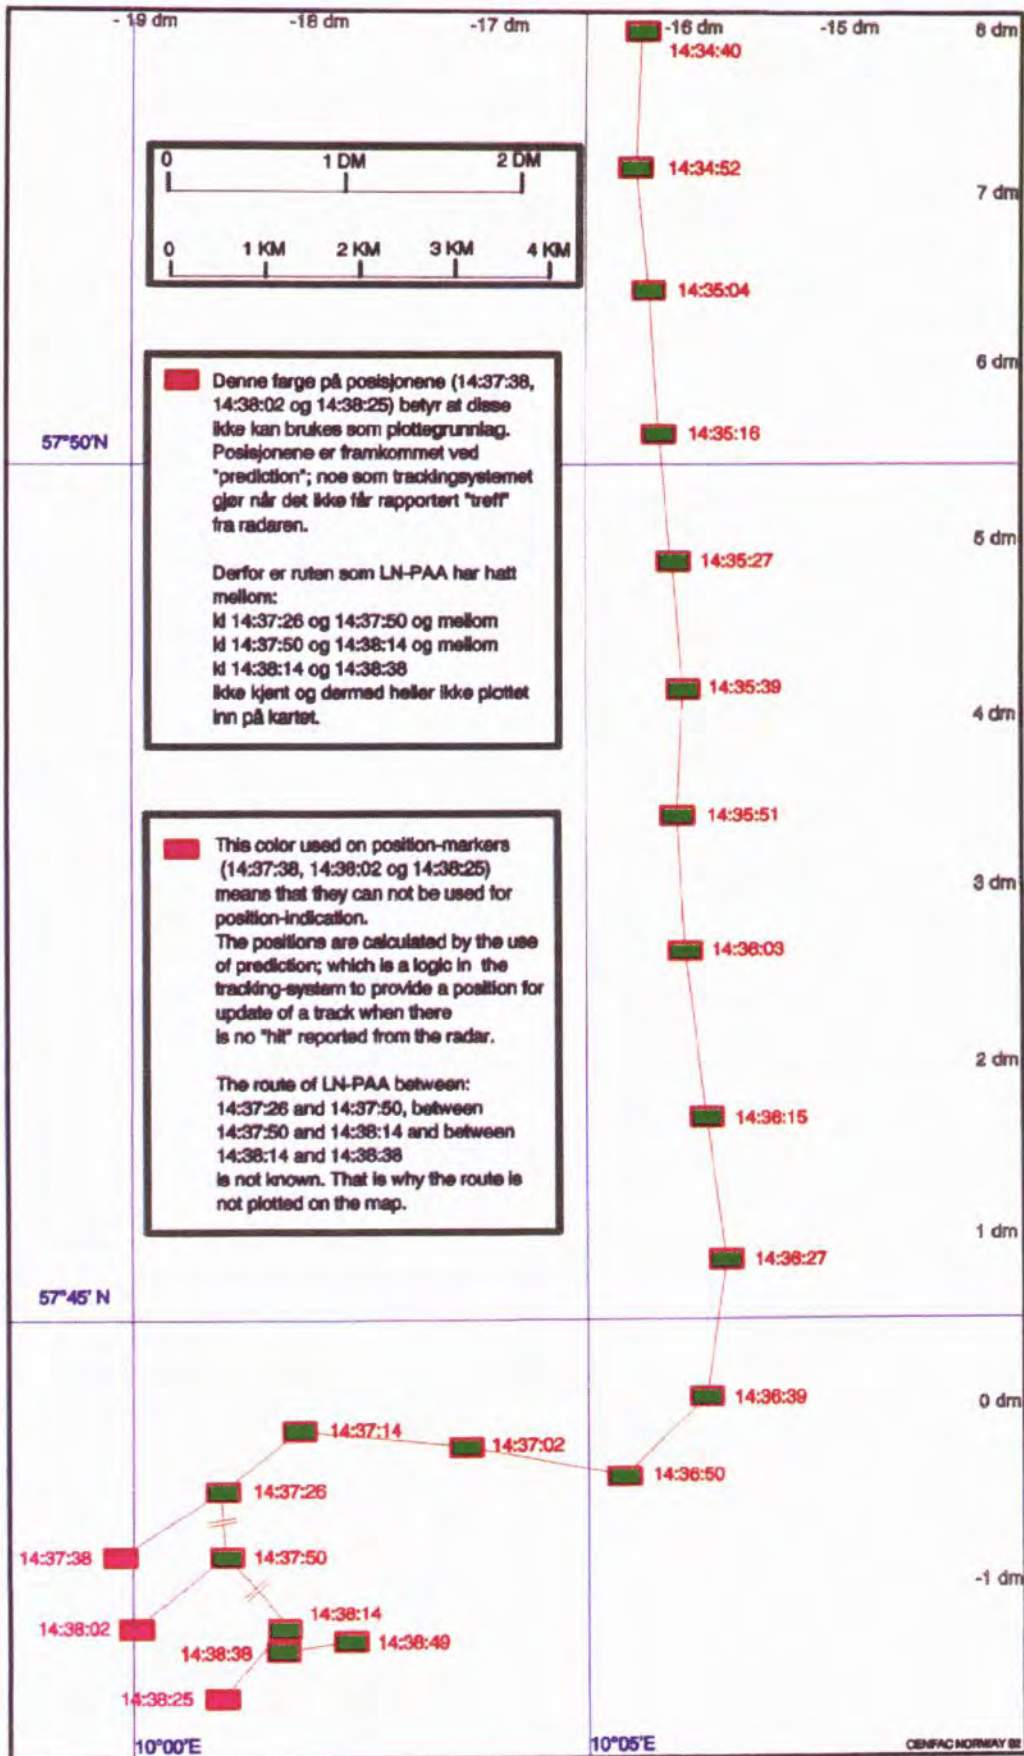 - 19 dm
-18 dm
-17 dm
-16 dm
-15 dm
8 dm
14:34:40
0 1 DM 2 DM
14:34:52
7 dm
0 1 KM 2 KM 3 KM 4 KM
14:35:04
6 dm
Denne farge på posisjonene (14:37:38,
14:38:02 og 14:38:25) betyr at disse
ikke kan brukes som plottegrunnlag.
Posisjonene er framkommet ved
"prediction"; noe som trackingsystemet
gjør når det ikke får rapportert "treff"
fra radaren.
Derfor er ruten som LN-PAA har hatt
mellom:
kl 14:37:26 og 14:37:50 og mellom
kl 14:37:50 og 14:38:14 og mellom
kl 14:38:14 og 14:38:38
ikke kjent og dermed heller ikke plottet
inn på kartet.
14:35:16
57°50'N
5 dm
14:35:27
14:35:39
4 dm
14:35:51
This color used on position-markers
(14:37:38, 14:38:02 og 14:38:25)
means that they can not be used for
position-indication.
The positions are calculated by the use
of prediction; which is a logic in the
tracking-system to provide a position for
update of a track when there
is no "hit" reported from the radar.
The route of LN-PAA between:
14:37:26 and 14:37:50, between
14:37:50 and 14:38:14 and between
14:38:14 and 14:38:38
is not known. That is why the route is
not plotted on the map.
3 dm
14:36:03
2 dm
14:36:15
1 dm
14:36:27
57°45' N
14:36:39
0 dm
14:37:14
14:37:02
14:36:50
14:37:26
14:37:38
14:37:50
-1 dm
14:38:02
14:38:14
14:38:38
14:38:49
14:38:25
10°00'E
10°05'E
CENFAC NORWAY 92